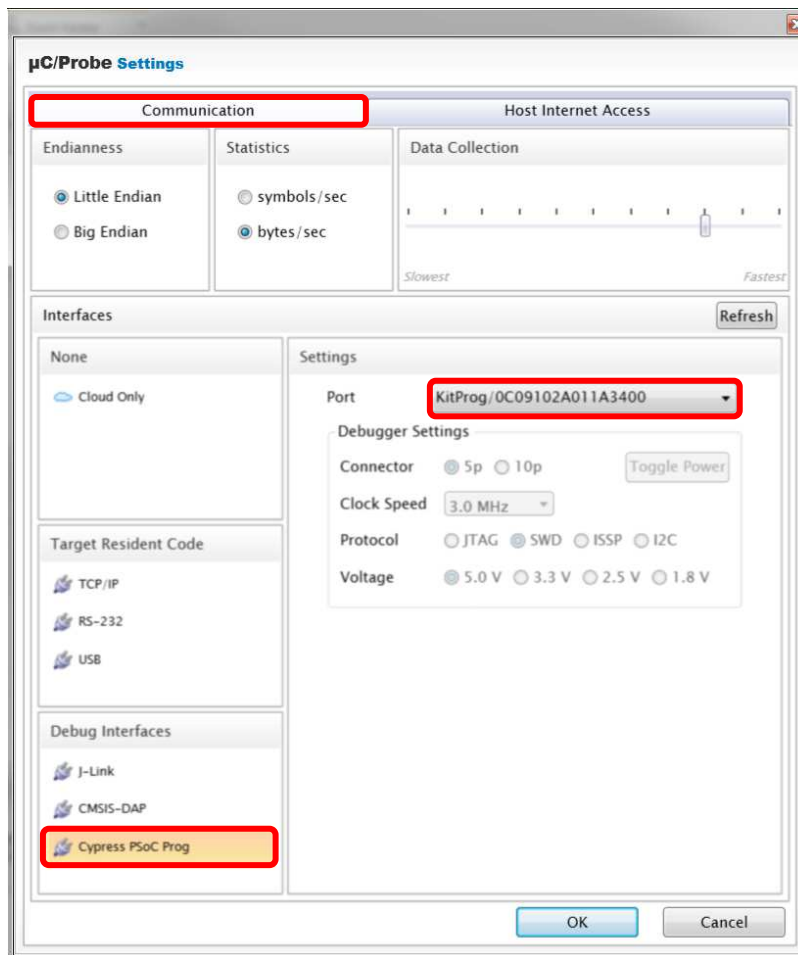 µC/Probe Settings
Communication
Host Internet Access
Endianness
Statistics
Data Collection
Little Endian
Big Endian
symbols/sec
bytes/sec
Slowest
Fastest
Interfaces
Refresh
None
Cloud Only
Target Resident Code
TCP/IP
RS-232
USB
Debug Interfaces
J-Link
CMSIS-DAP
Cypress PSoC Prog
Settings
Port KitProg/0C09102A011A3400
Debugger Settings
Connector 5p 10p Toggle Power
Clock Speed 3.0 MHz
Protocol JTAG SWD ISSP I2C
Voltage 5.0 V 3.3 V 2.5 V 1.8 V
OK
Cancel